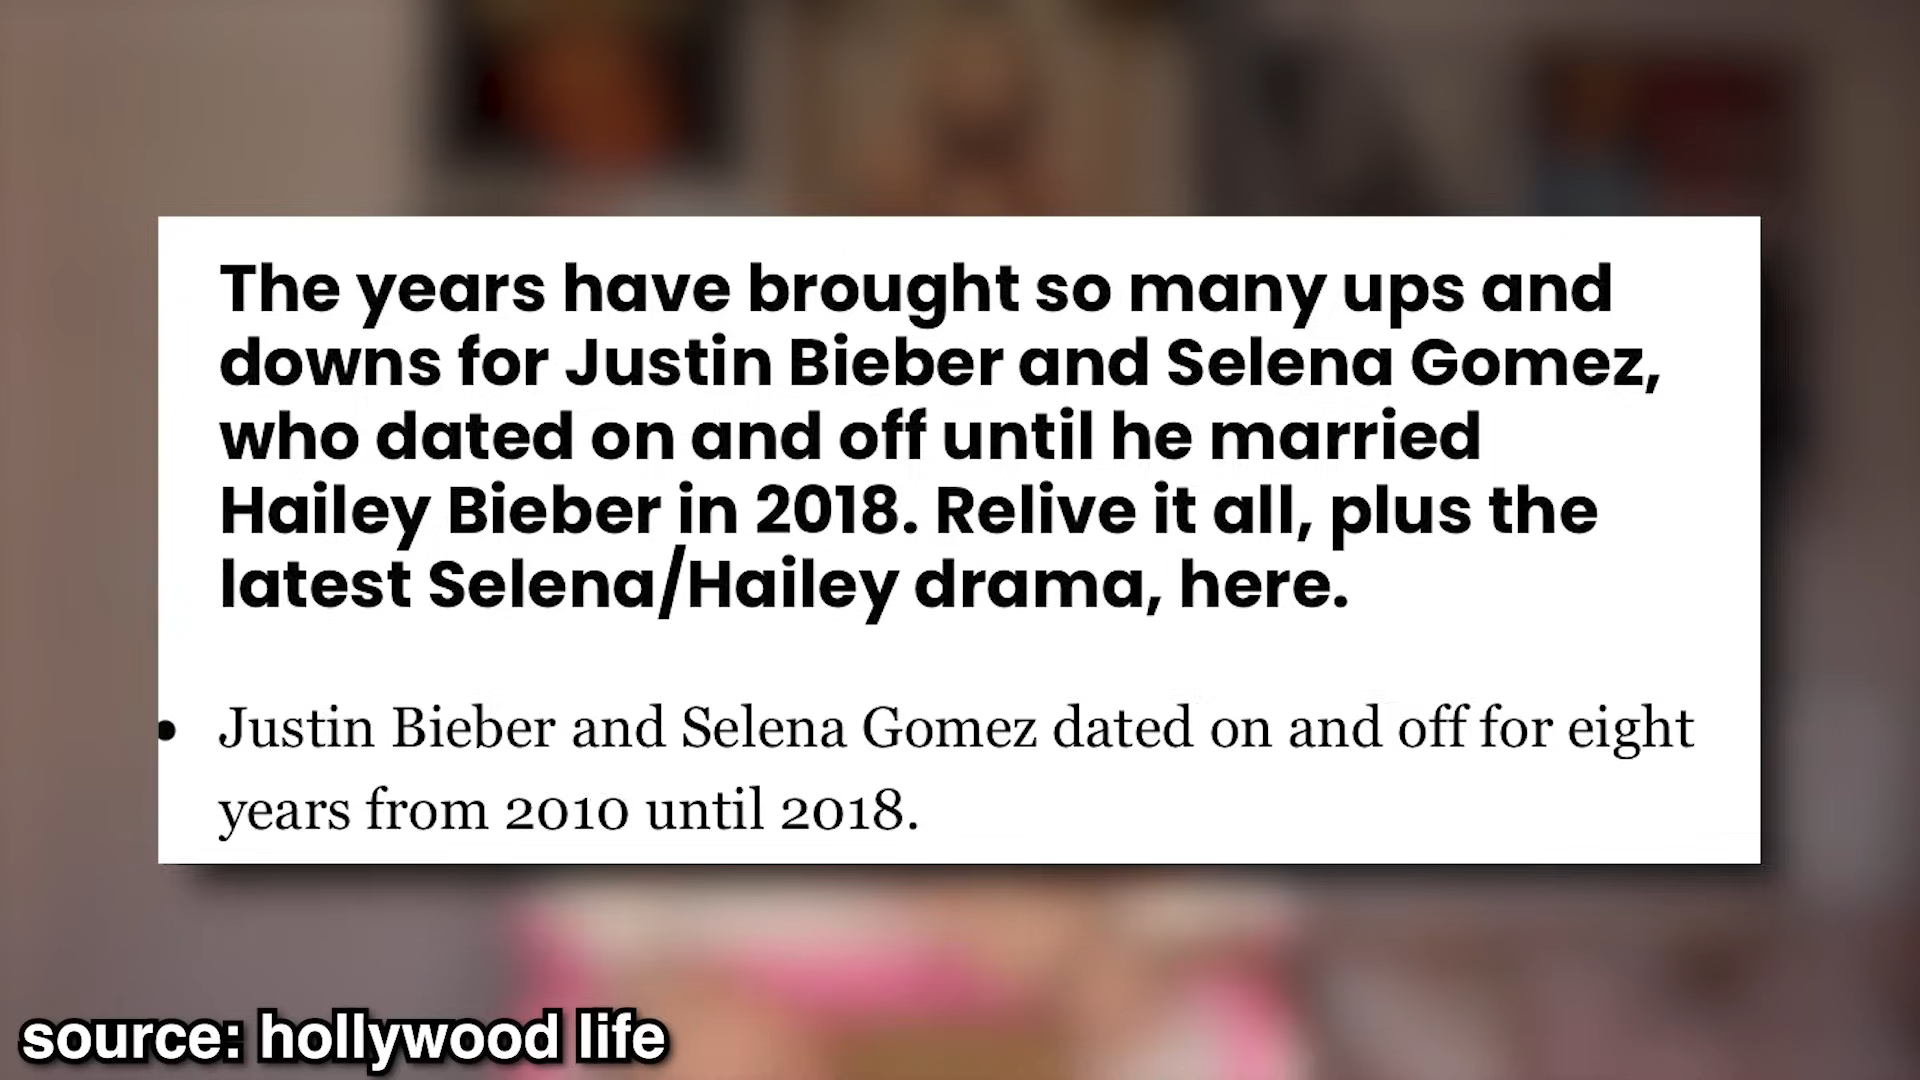 The years have brought so many ups and
downs for Justin Bieber and Selena Gomez,
who dated on and off until he married
Hailey Bieber in 2018. Relive it all, plus the
latest Selena/Hailey drama, here.
• Justin Bieber and Selena Gomez dated on and off for eight
years from 2010 until 2018.
source: hollywood life